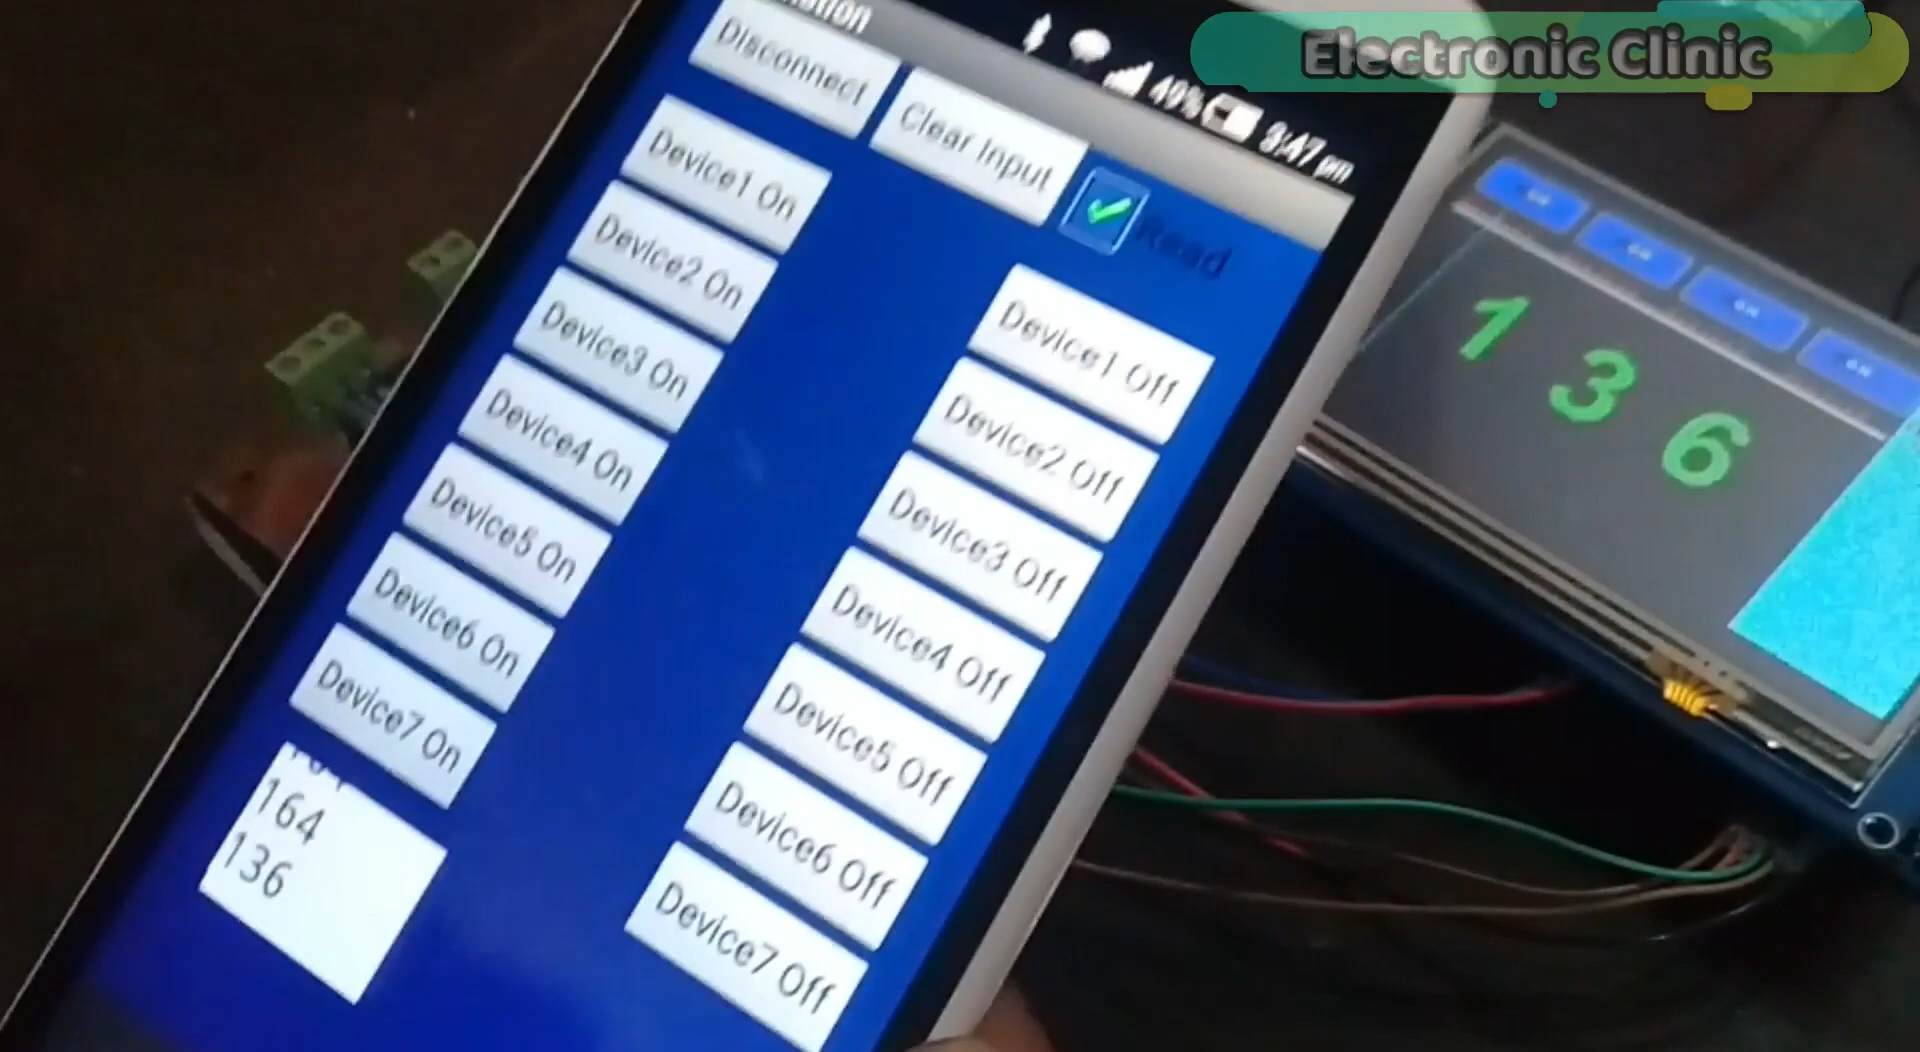 Electronic Clinic
49% 9:47 pm
Disconnect
Clear Input
Read
Device1 On
Device2 On
Device3 On
Device4 On
Device5 On
Device6 On
Device7 On
164
136
Device1 Off
Device2 Off
Device3 Off
Device4 Off
Device5 Off
Device6 Off
Device7 Off
1 3 6